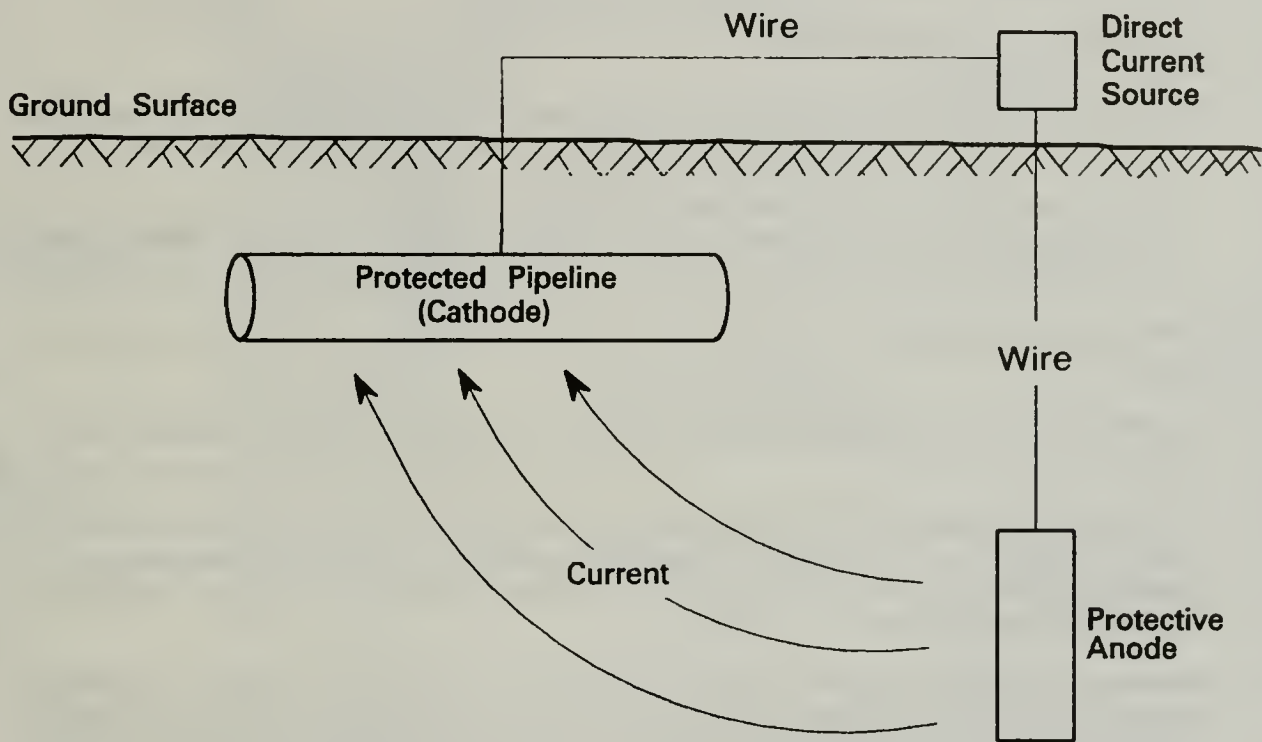 Wire
Direct
Current
Source
Ground Surface
Protected Pipeline
(Cathode)
Wire
Current
Protective
Anode